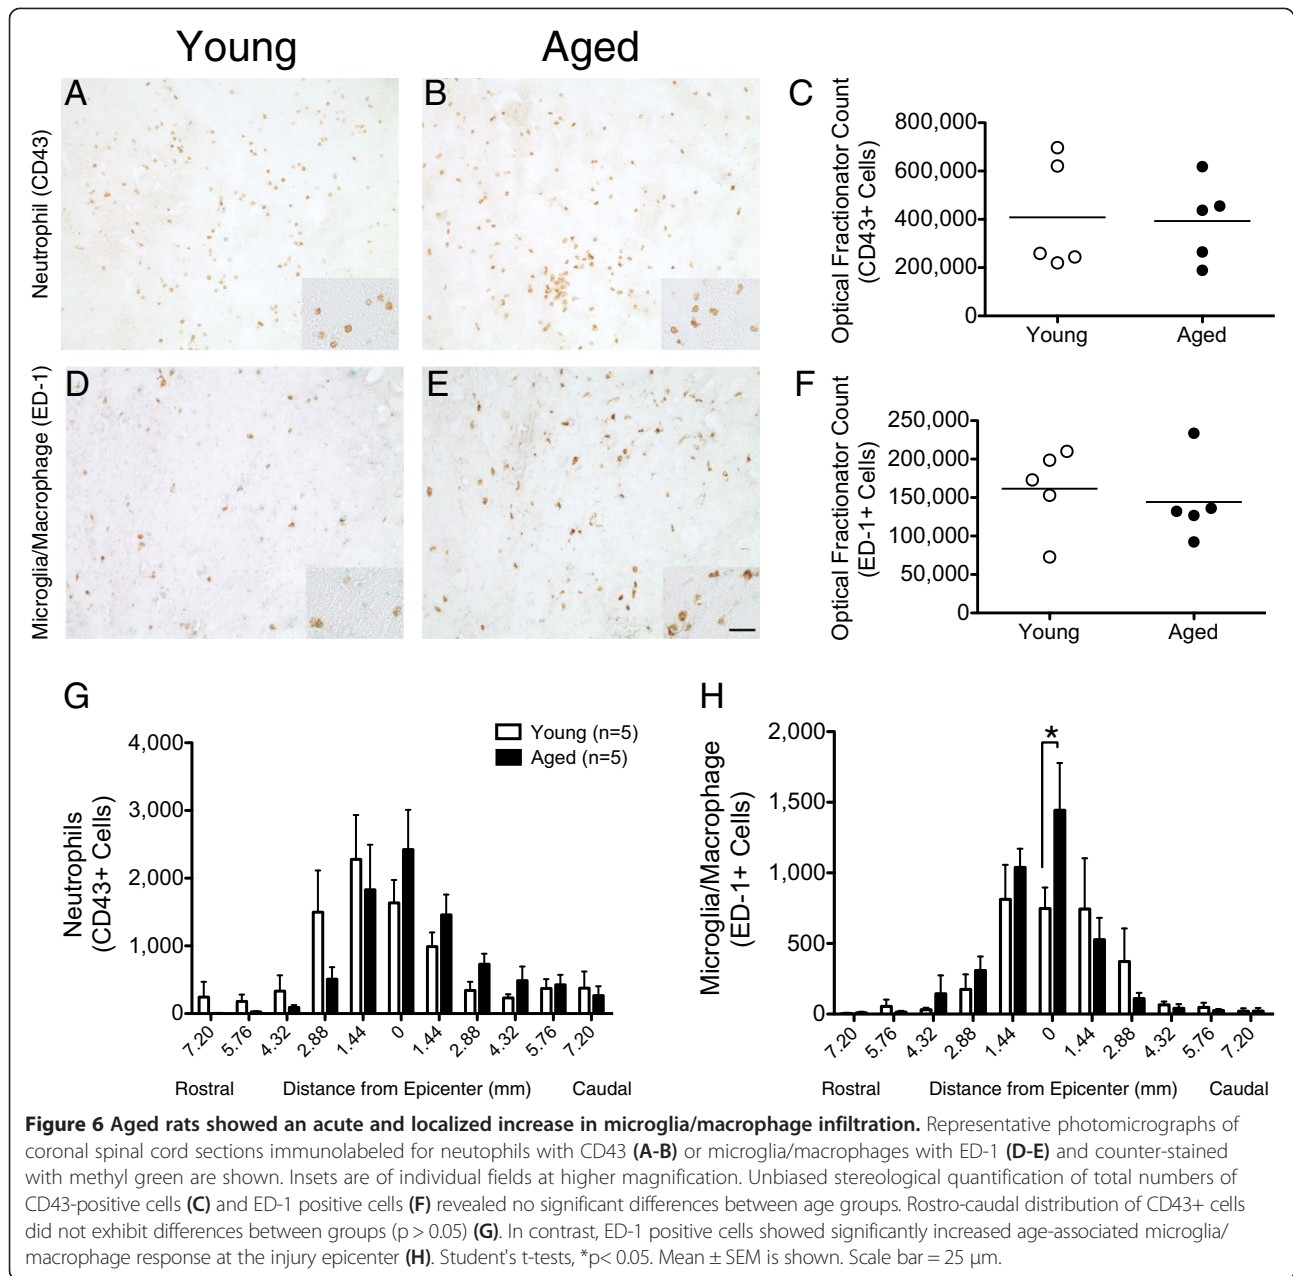 Young
Aged
A
B
C
Neutrophil (CD43)
Optical Fractionator Count
(CD43+ Cells)
800,000
600,000
400,000
200,000
0
Young
Aged
D
E
F
Microglia/Macrophage (ED-1)
Optical Fractionator Count
(ED-1+ Cells)
250,000
200,000
150,000
100,000
50,000
0
Young
Aged
G
Young (n=5)
Aged (n=5)
Neutrophils
(CD43+ Cells)
4,000
3,000
2,000
1,000
0
7.20
5.76
4.32
2.88
1.44
0
1.44
2.88
4.32
5.76
7.20
Rostral
Distance from Epicenter (mm)
Caudal
H
Microglia/Macrophage
(ED-1+ Cells)
2,000
1,500
1,000
500
0
*
7.20
5.76
4.32
2.88
1.44
0
1.44
2.88
4.32
5.76
7.20
Rostral
Distance from Epicenter (mm)
Caudal
Figure 6 Aged rats showed an acute and localized increase in microglia/macrophage infiltration. Representative photomicrographs of
coronal spinal cord sections immunolabeled for neutophils with CD43 (A-B) or microglia/macrophages with ED-1 (D-E) and counter-stained
with methyl green are shown. Insets are of individual fields at higher magnification. Unbiased stereological quantification of total numbers of
CD43-positive cells (C) and ED-1 positive cells (F) revealed no significant differences between age groups. Rostro-caudal distribution of CD43+ cells
did not exhibit differences between groups (p > 0.05) (G). In contrast, ED-1 positive cells showed significantly increased age-associated microglia/
macrophage response at the injury epicenter (H). Student's t-tests, *p< 0.05. Mean ± SEM is shown. Scale bar = 25 μm.